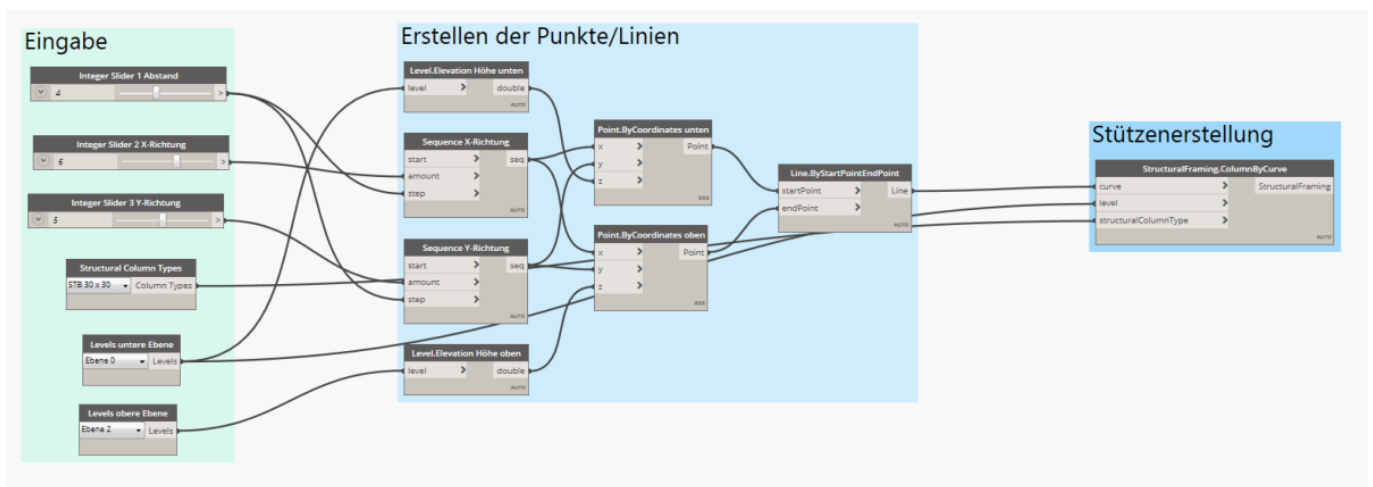 Eingabe
Integer Slider 1 Abstand
4 >
Integer Slider 2 X-Richtung
6 >
Integer Slider 3 Y-Richtung
5 >
Structural Column Types
STB 30 x 30 Column Types
Levels untere Ebene
Ebene 0 Levels
Levels obere Ebene
Ebene 2 Levels
Erstellen der Punkte/Linien
Level.Elevation Höhe unten
level > double
AUTO
Sequence X-Richtung
start > seq
amount >
step >
AUTO
Sequence Y-Richtung
start > seq
amount >
step >
AUTO
Level.Elevation Höhe oben
level > double
AUTO
Point.ByCoordinates unten
x > Point
y >
z >
XXX
Point.ByCoordinates oben
x > Point
y >
z >
XXX
Line.ByStartPointEndPoint
startPoint > Line
endPoint >
AUTO
Stützenerstellung
StructuralFraming.ColumnByCurve
curve > StructuralFraming
level >
structuralColumnType >
AUTO